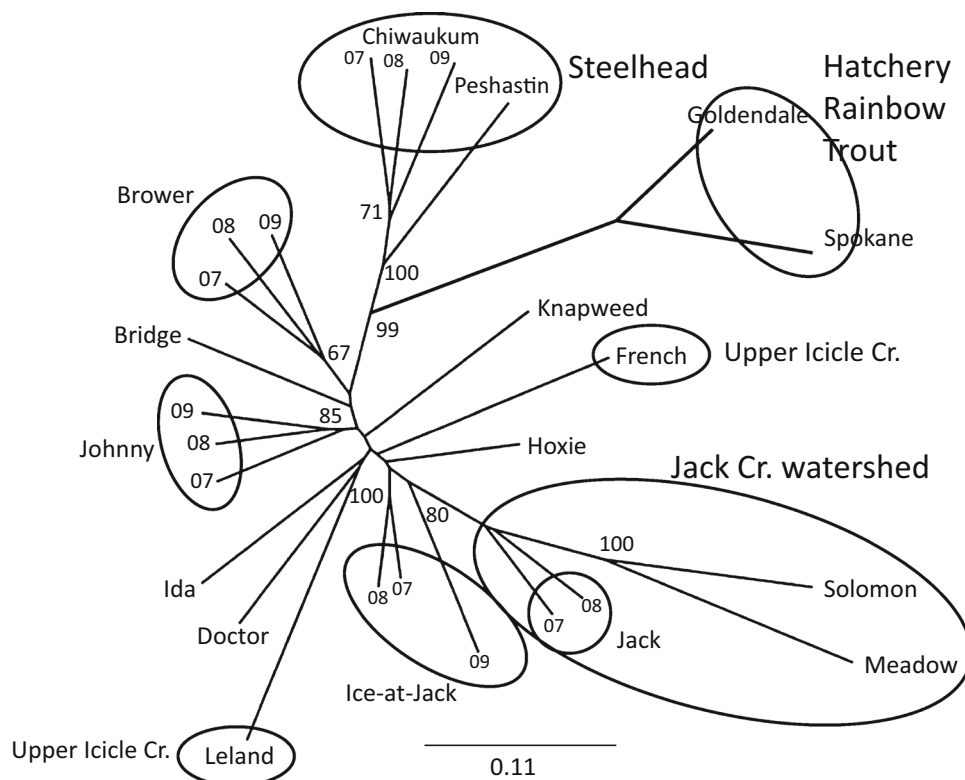 Chiwaukum
07 08 09
Peshastin
Steelhead
Hatchery
Rainbow
Trout
Goldendale
Spokane
71
100
99
Brower
08 09
07
67
Bridge
Knapweed
French
Upper Icicle Cr.
09
85
Johnny
08
07
Hoxie
Jack Cr. watershed
100
80
100
Ida
Doctor
08 07
09
Ice-at-Jack
07 08
Jack
Solomon
Meadow
Upper Icicle Cr.
Leland
0.11